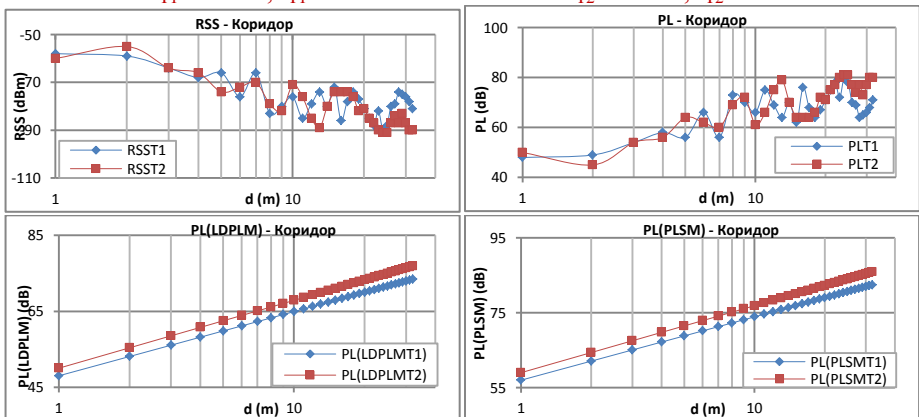 RSS - Коридор
-50
-70
-90
-110
RSS (dBm)
RSST1
RSST2
1
10
d (m)
PL - Коридор
100
80
60
40
PL (dB)
PLT1
PLT2
1
10
d (m)
PL(LDPLM) - Коридор
85
65
45
PL(LDPLM) (dB)
PL(LDPLMT1)
PL(LDPLMT2)
1
10
d (m)
PL(PLSM) - Коридор
95
75
55
PL(PLSM) (dB)
PL(PLSMT1)
PL(PLSMT2)
1
10
d (m)